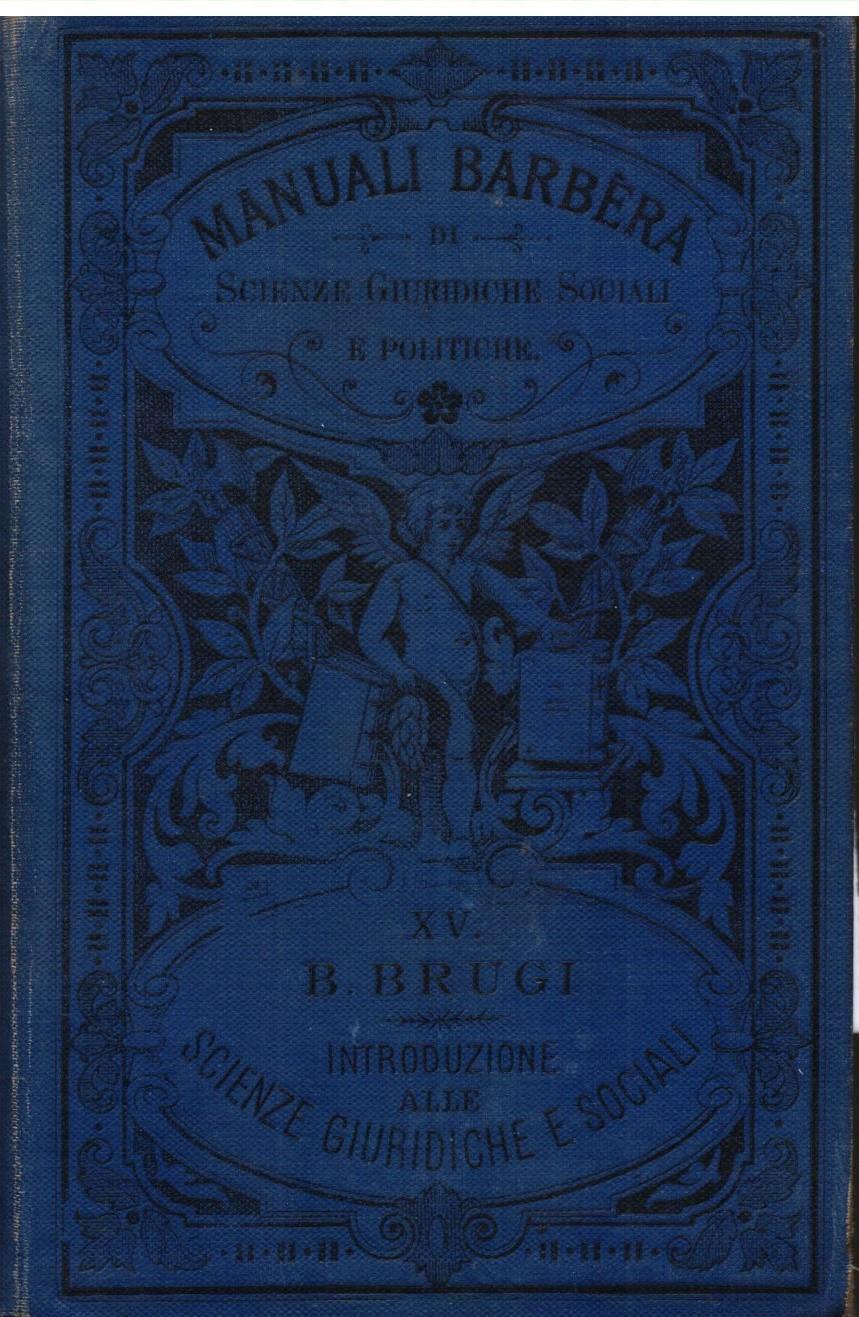 MANUALI BARBÈRA
DI
SCIENZE GIURIDICHE SOCIALI
E POLITICHE.
XV.
B. BRUGI
INTRODUZIONE
ALLE
SCIENZE GIURIDICHE E SOCIALI